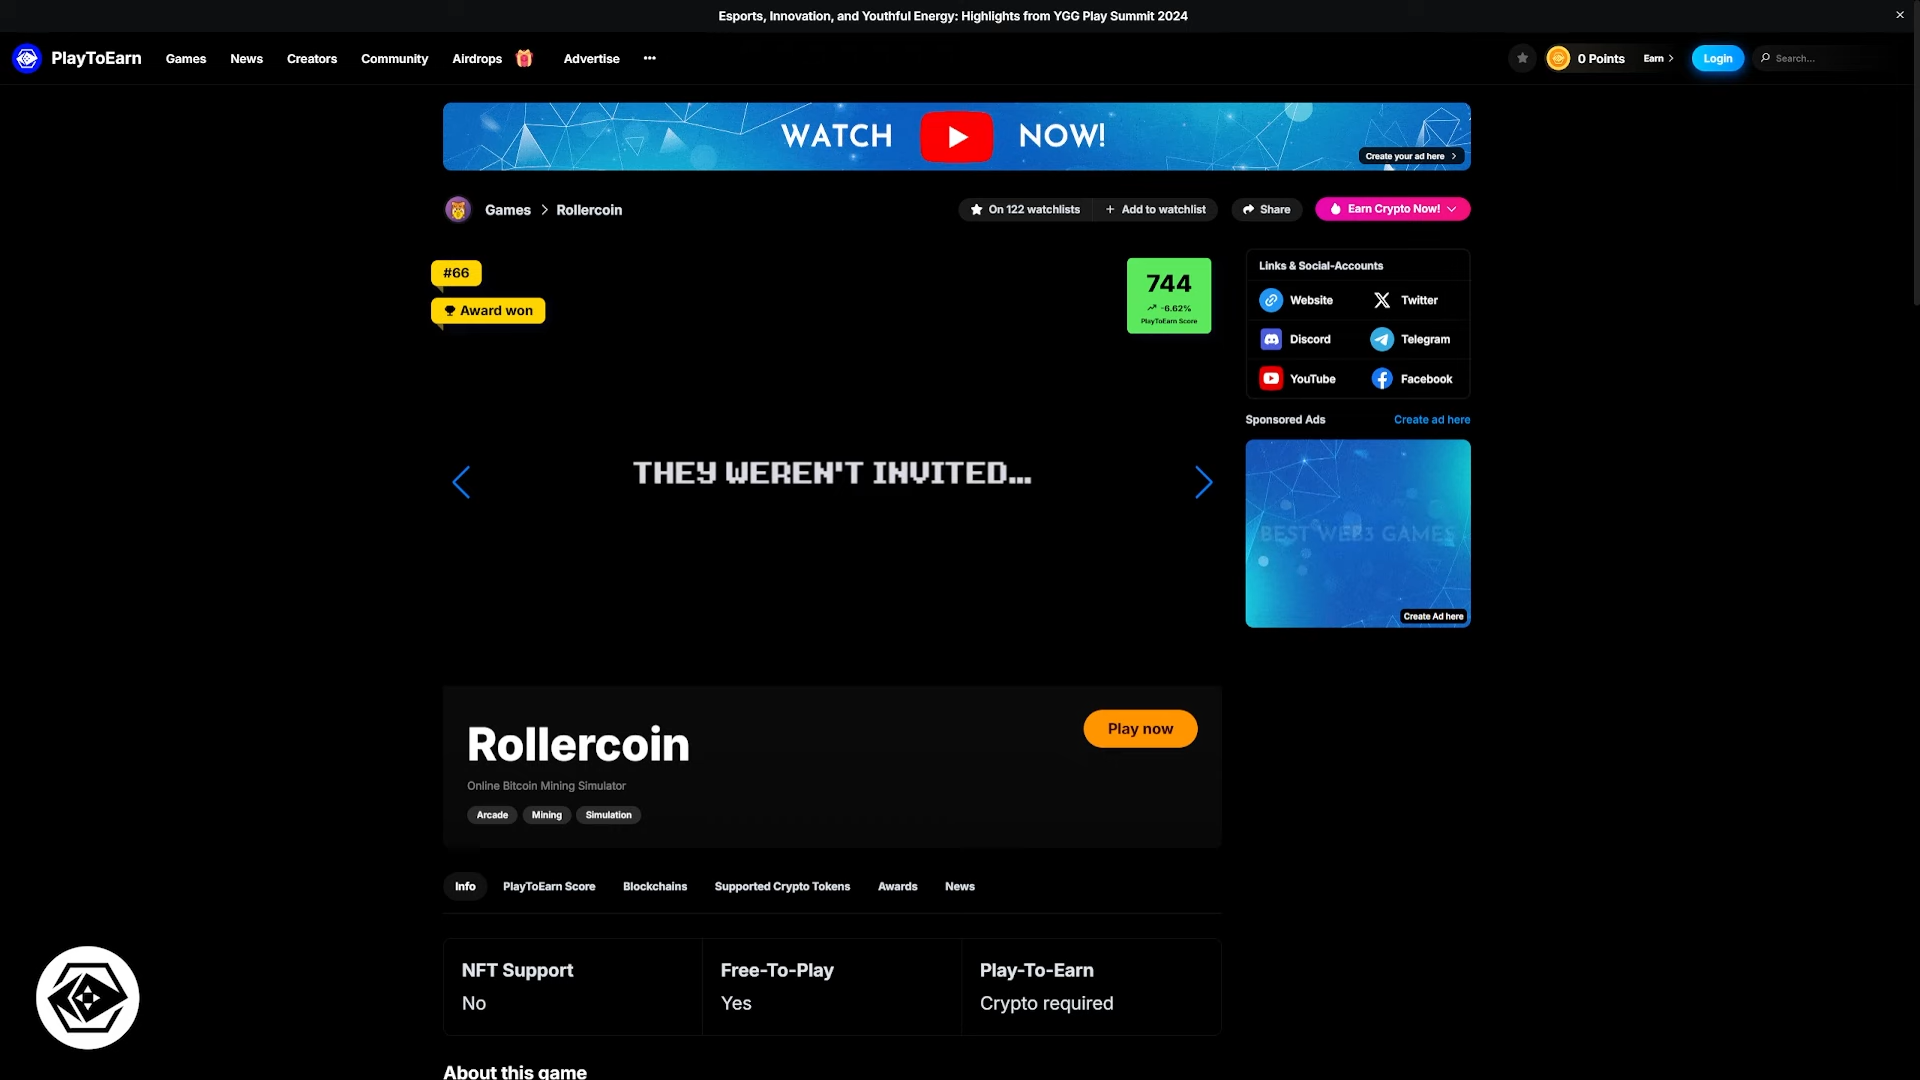 Esports, Innovation, and Youthful Energy: Highlights from YGG Play Summit 2024
PlayToEarn Games News Creators Community Airdrops Advertise
0 Points Earn Login Search...
WATCH NOW!
Create your ad here
Games Rollercoin
On 122 watchlists Add to watchlist Share Earn Crypto Now!
#66
Award won
744
-6.62%
PlayToEarn Score
THEY WEREN'T INVITED...
Links & Social-Accounts
Website Twitter
Discord Telegram
YouTube Facebook
Sponsored Ads Create ad here
BEST WEB3 GAMES
Create Ad here
Rollercoin
Play now
Online Bitcoin Mining Simulator
Arcade Mining Simulation
Info PlayToEarn Score Blockchains Supported Crypto Tokens Awards News
NFT Support Free-To-Play Play-To-Earn
No Yes Crypto required
About this game